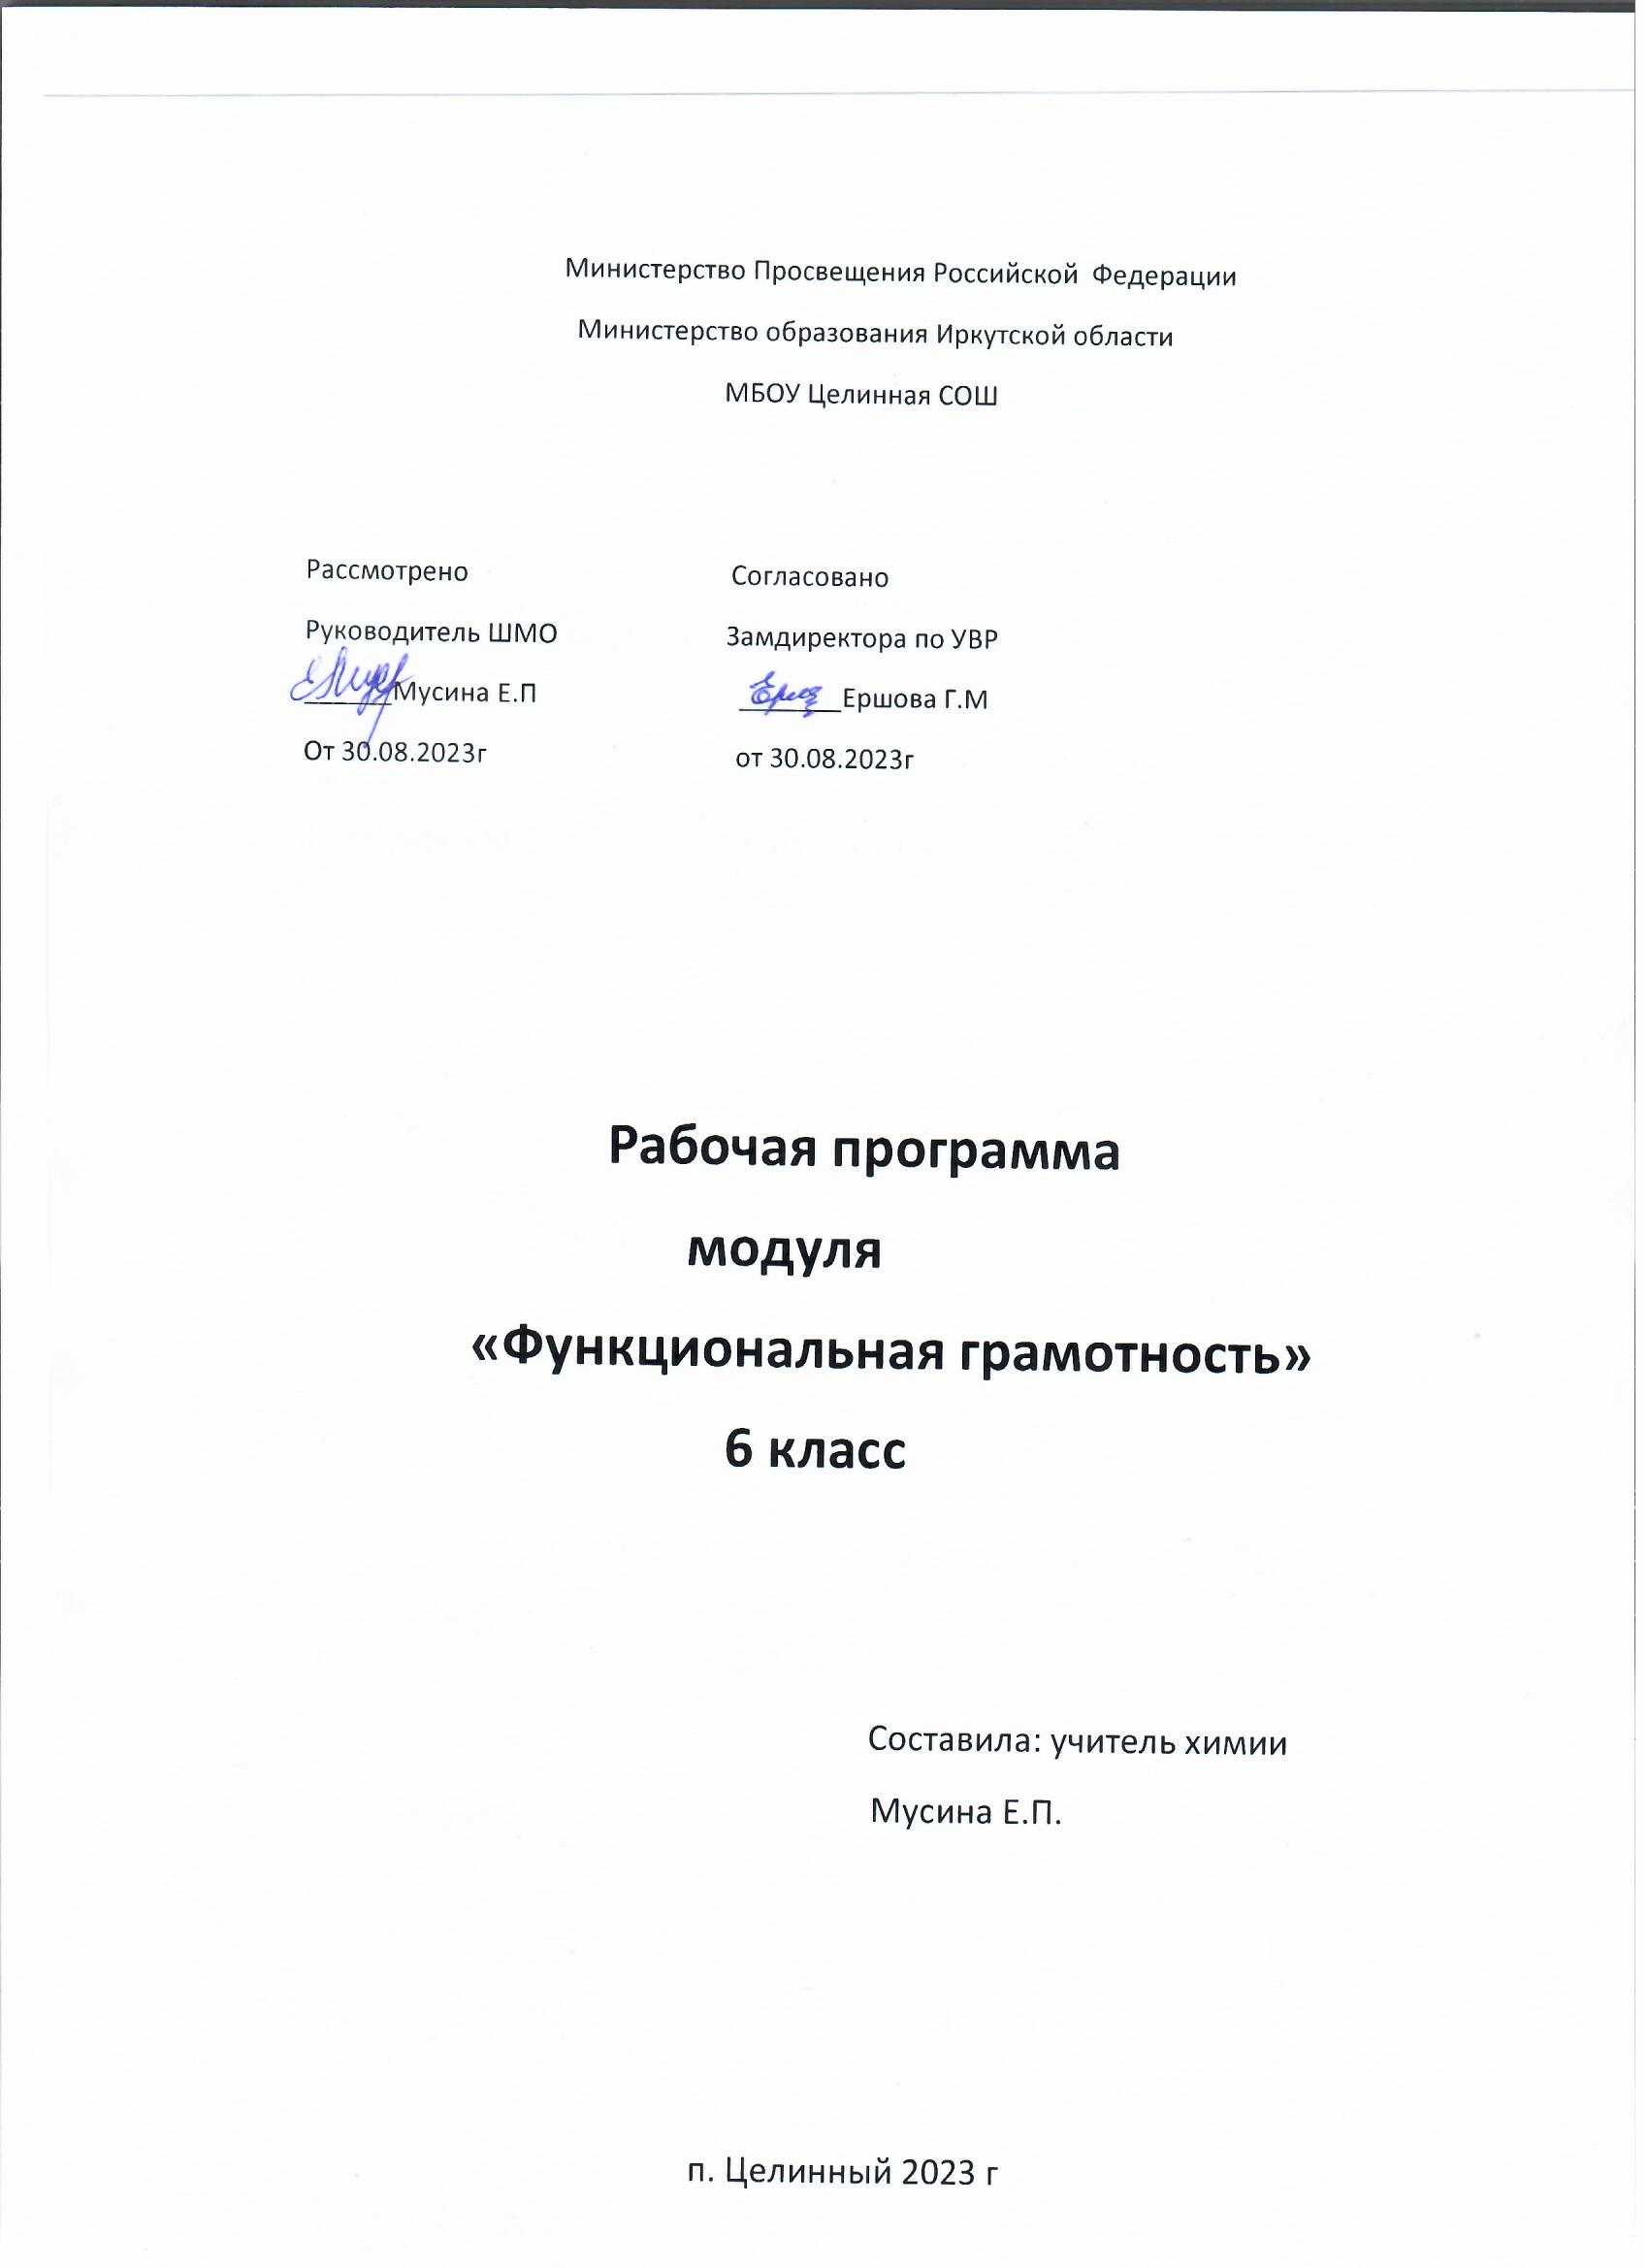 Министерство Просвещения Российской Федерации
Министерство образования Иркутской области
МБОУ Целинная СОШ
Рассмотрено
Руководитель ШМО
______Мусина Е.П
От 30.08.2023г
Согласовано
Замдиректора по УВР
_______Ершова Г.М
от 30.08.2023г
Рабочая программа
модуля
«Функциональная грамотность»
6 класс
Составила: учитель химии
Мусина Е.П.
п. Целинный 2023 г